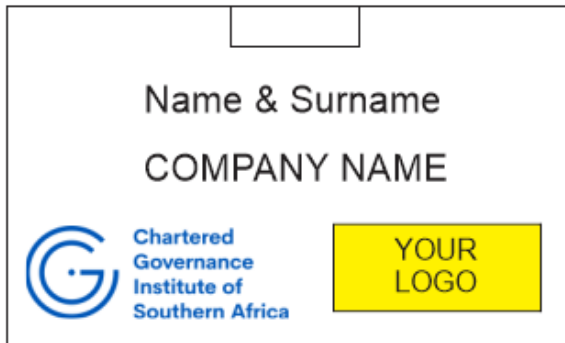 Name & Surname
COMPANY NAME
Chartered
Governance
Institute of
Southern Africa
YOUR
LOGO